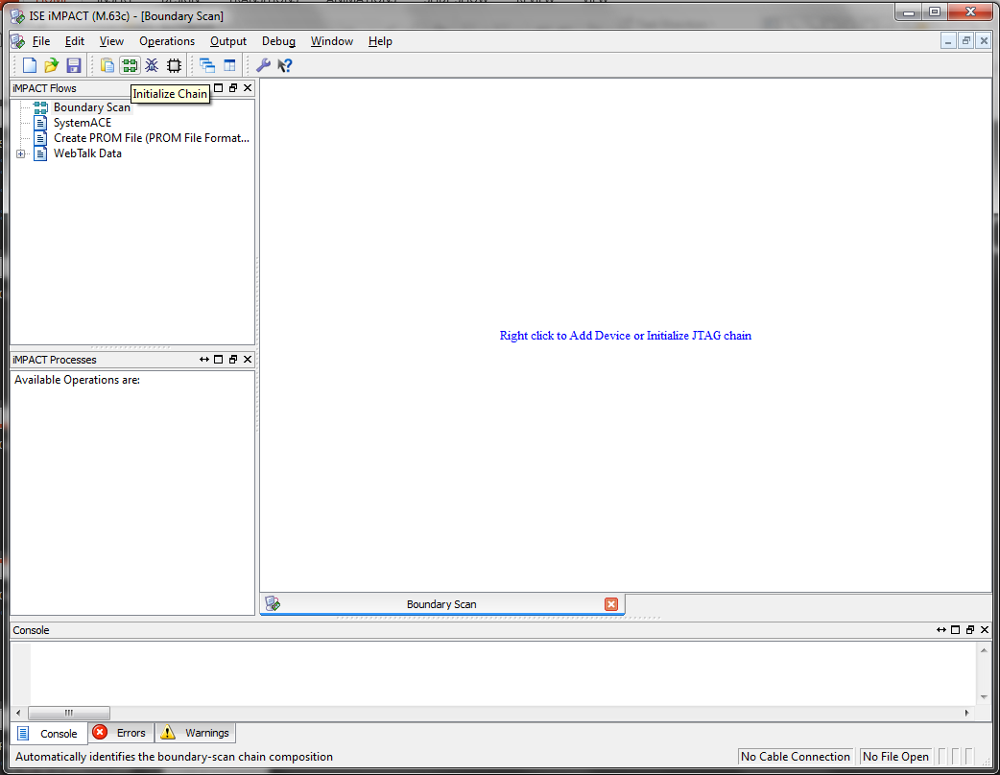 ISE iMPACT (M.63c) - [Boundary Scan]
File Edit View Operations Output Debug Window Help
iMPACT Flows
Initialize Chain
Boundary Scan
SystemACE
Create PROM File (PROM File Format...
WebTalk Data
Right click to Add Device or Initialize JTAG chain
iMPACT Processes
Available Operations are:
Boundary Scan
Console
Console Errors Warnings
Automatically identifies the boundary-scan chain composition No Cable Connection No File Open